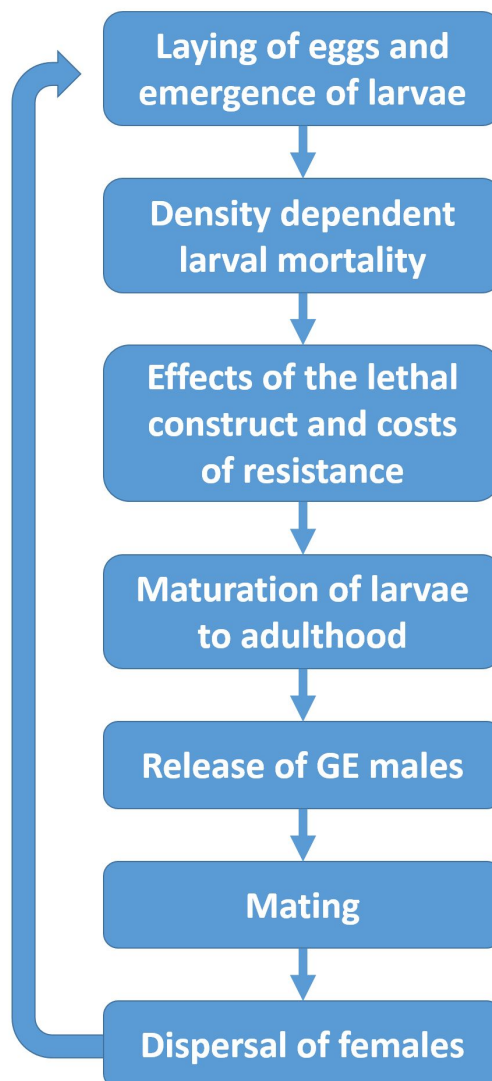 Laying of eggs and
emergence of larvae
Density dependent
larval mortality
Effects of the lethal
construct and costs
of resistance
Maturation of larvae
to adulthood
Release of GE males
Mating
Dispersal of females